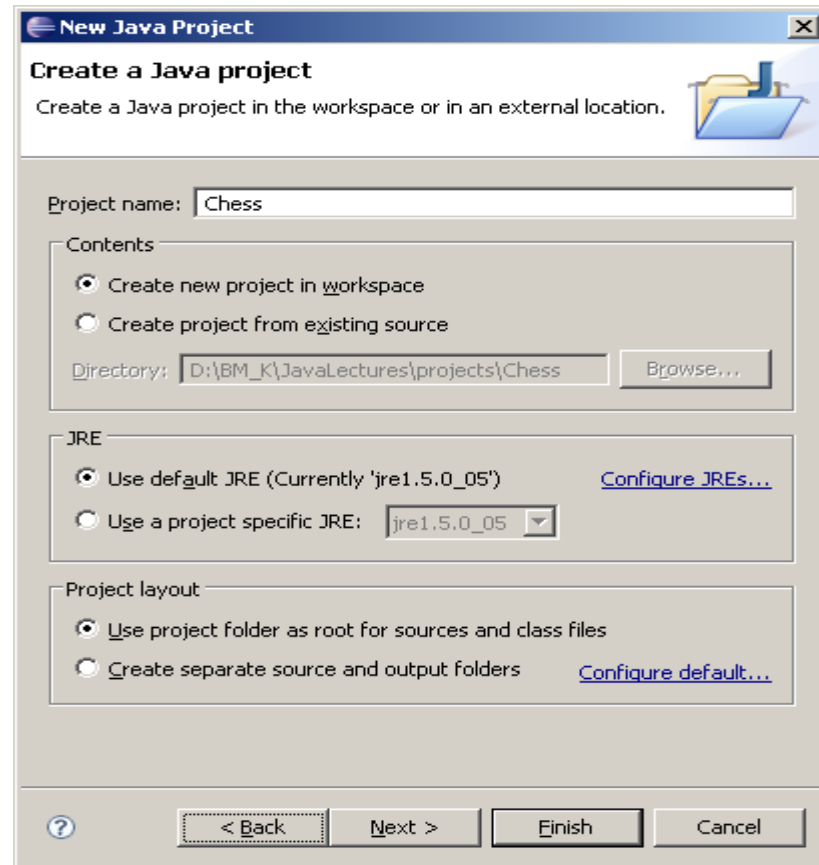 New Java Project
Create a Java project
Create a Java project in the workspace or in an external location.
Project name: Chess
Contents
Create new project in workspace
Create project from existing source
Directory: D:\BM_K\JavaLectures\projects\Chess Browse...
JRE
Use default JRE (Currently 'jre1.5.0_05') Configure JREs...
Use a project specific JRE: jre1.5.0_05
Project layout
Use project folder as root for sources and class files
Create separate source and output folders Configure default...
? < Back Next > Finish Cancel